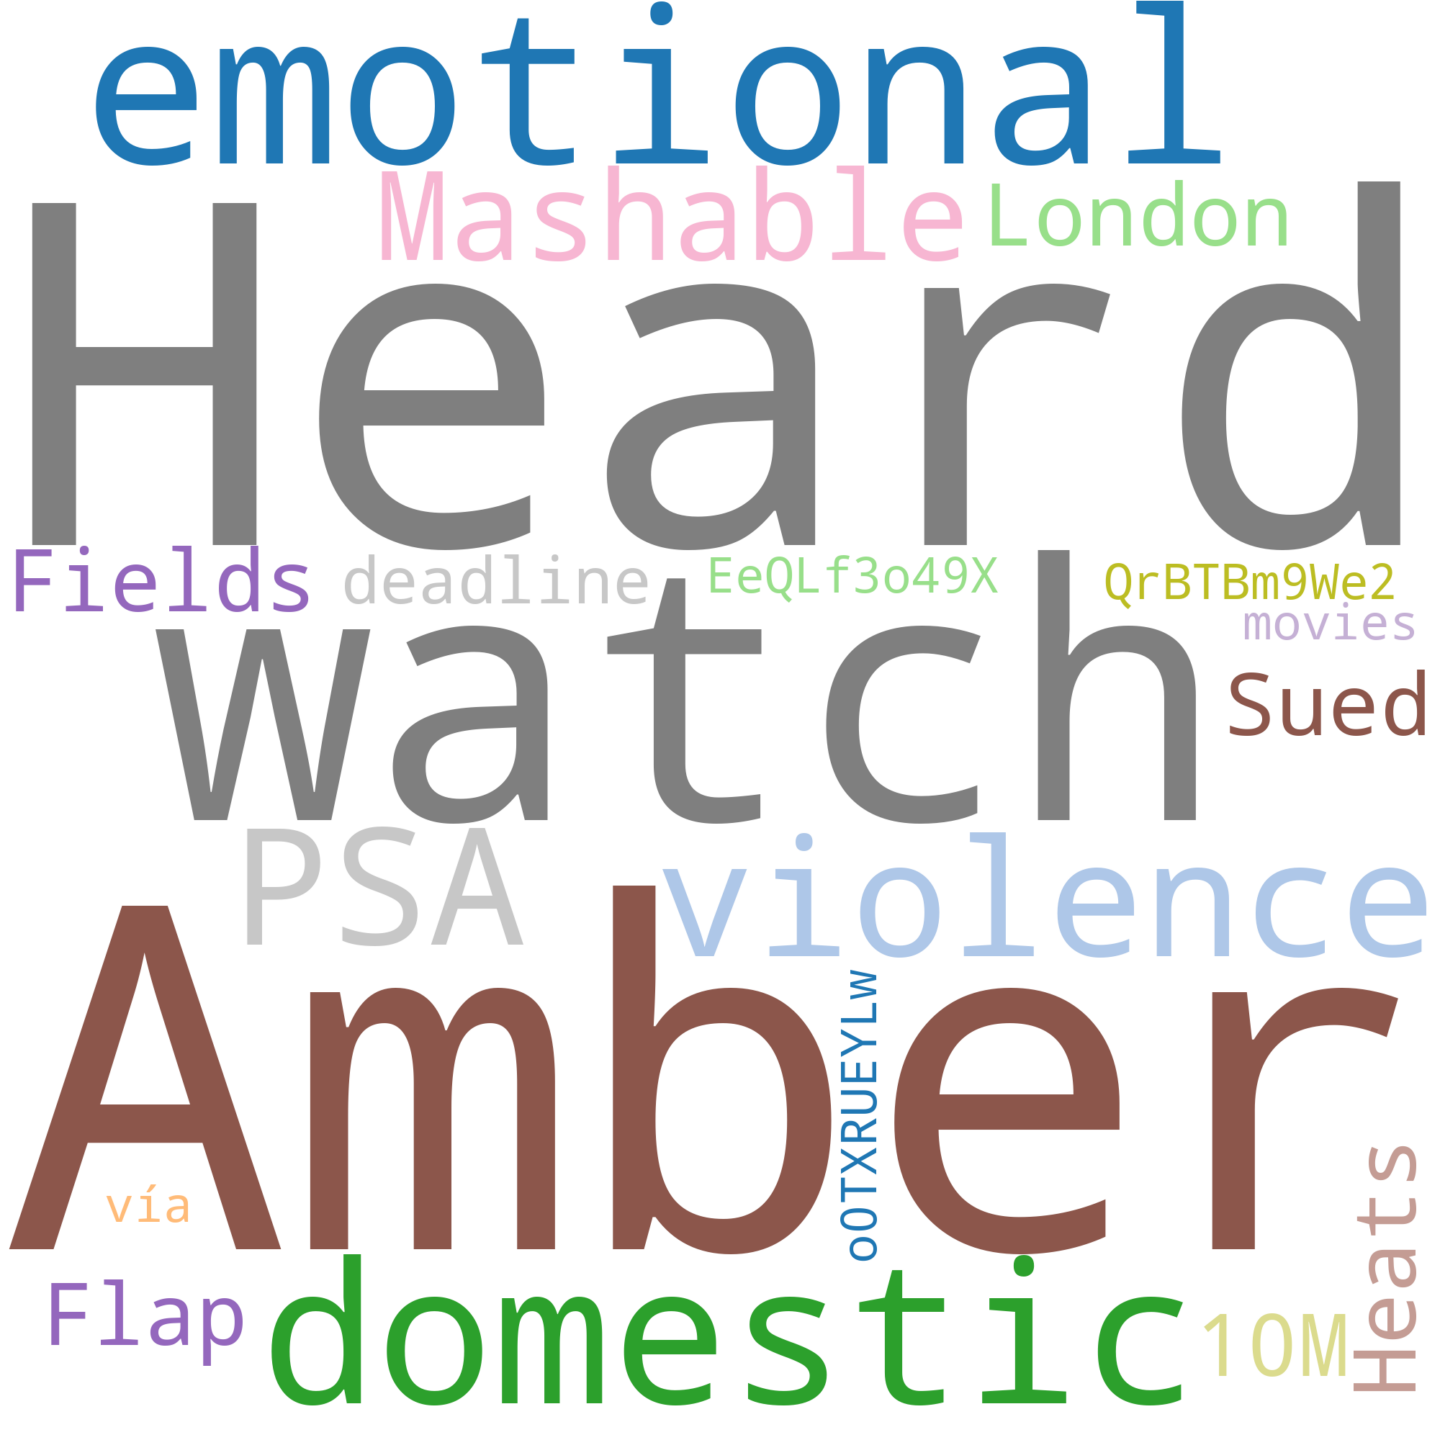 emotional
Mashable London
Heard
Fields deadline EeQLf3o49X QrBTBm9We2
movies
watch
Sued
PSA violence
Amber
o0TXRUEYLw
vía
Heats
Flap domestic 10M